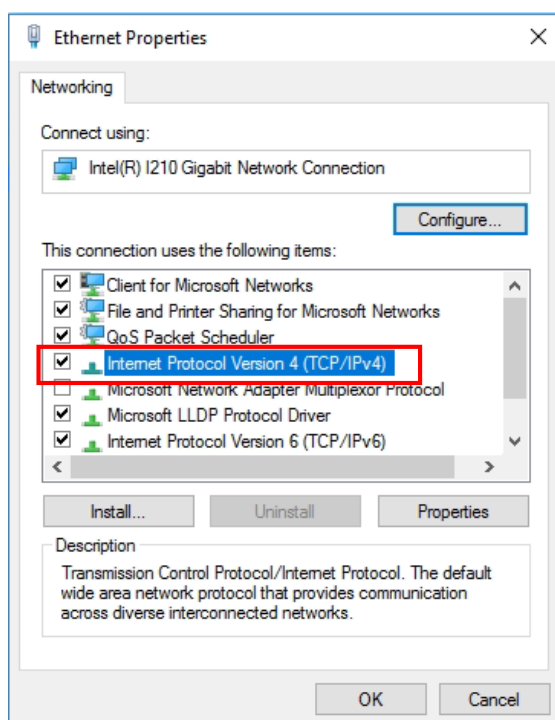 Ethernet Properties
Networking
Connect using:
Intel(R) I210 Gigabit Network Connection
Configure...
This connection uses the following items:
Client for Microsoft Networks
File and Printer Sharing for Microsoft Networks
QoS Packet Scheduler
Internet Protocol Version 4 (TCP/IPv4)
Microsoft Network Adapter Multiplexor Protocol
Microsoft LLDP Protocol Driver
Internet Protocol Version 6 (TCP/IPv6)
Install...
Uninstall
Properties
Description
Transmission Control Protocol/Internet Protocol. The default
wide area network protocol that provides communication
across diverse interconnected networks.
OK
Cancel